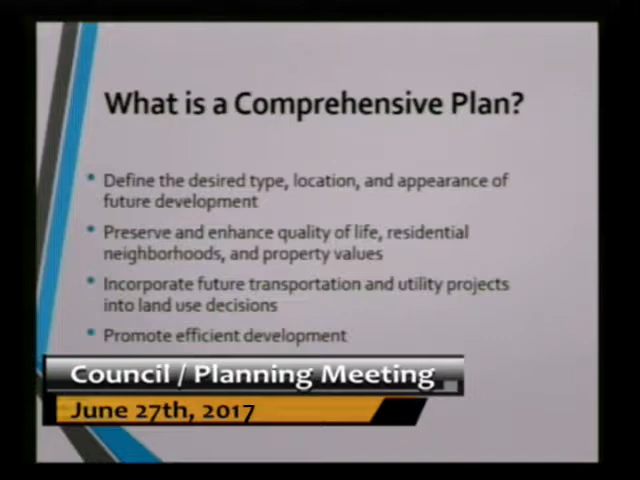 What is a Comprehensive Plan?
• Define the desired type, location, and appearance of
future development
• Preserve and enhance quality of life, residential
neighborhoods, and property values
• Incorporate future transportation and utility projects
into land use decisions
• Promote efficient development
Council / Planning Meeting
June 27th, 2017